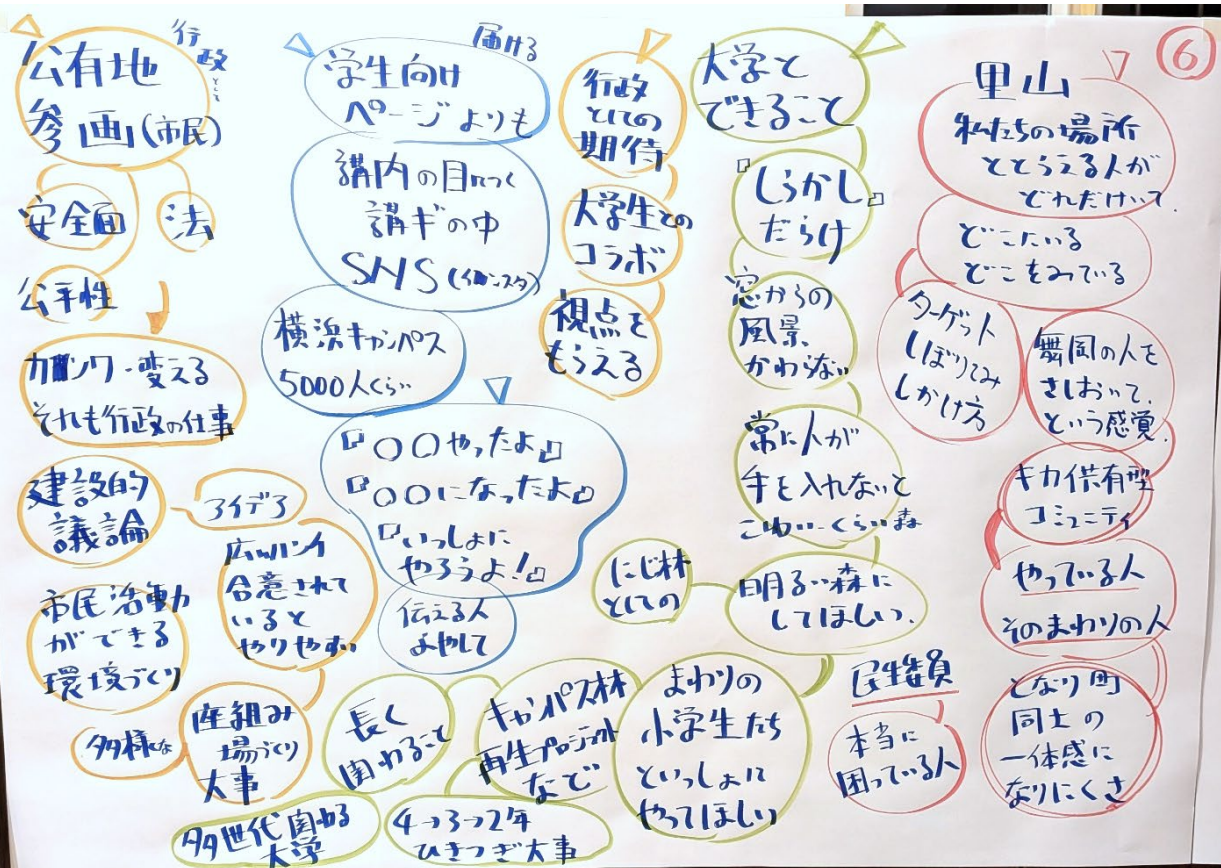 ⑥
行政
として
公有地
参画(市民)
安全面
法
公平性
カンワ・変える
それも行政の仕事
建設的
議論
アイデア
広いハンイ
合意されて
いると
やりやすい
市民活動
ができる
環境づくり
多様な
座組み
場づくり
大事
届ける
学生向け
ページよりも
講内の目につく
講ギの中
SNS(インスタ)
横浜キャンパス
5000人くらい
『〇〇やったよ』
『〇〇になったよ』
『いっしょに
やろうよ!』
伝える人
ふやして
行政
としての
期待
大学生との
コラボ
視点を
もらえる
大学と
できること
『しらかし』
だらけ
窓からの
風景
かわらない
常に人が
手を入れないと
こわい…くらい森
明るい森に
してほしい.
にじ林
としての
まわりの
小学生たち
といっしょに
やってほしい
キャンパス林
再生プロジェクト
など
長く
関わること
4→3→2年
ひきつぎ大事
多世代関わる
大学
里山
私たちの場所
ととらえる人が
どれだけいて.
どこにいる
どこをみている
ターゲット
しぼりこみ
しかけ方
舞岡の人を
さしおいて.
という感覚.
キカ保有型
コミュニティ
やっている人
そのまわりの人
となり町
同士の
一体感に
なりにくさ
民生委員
本当に
困っている人